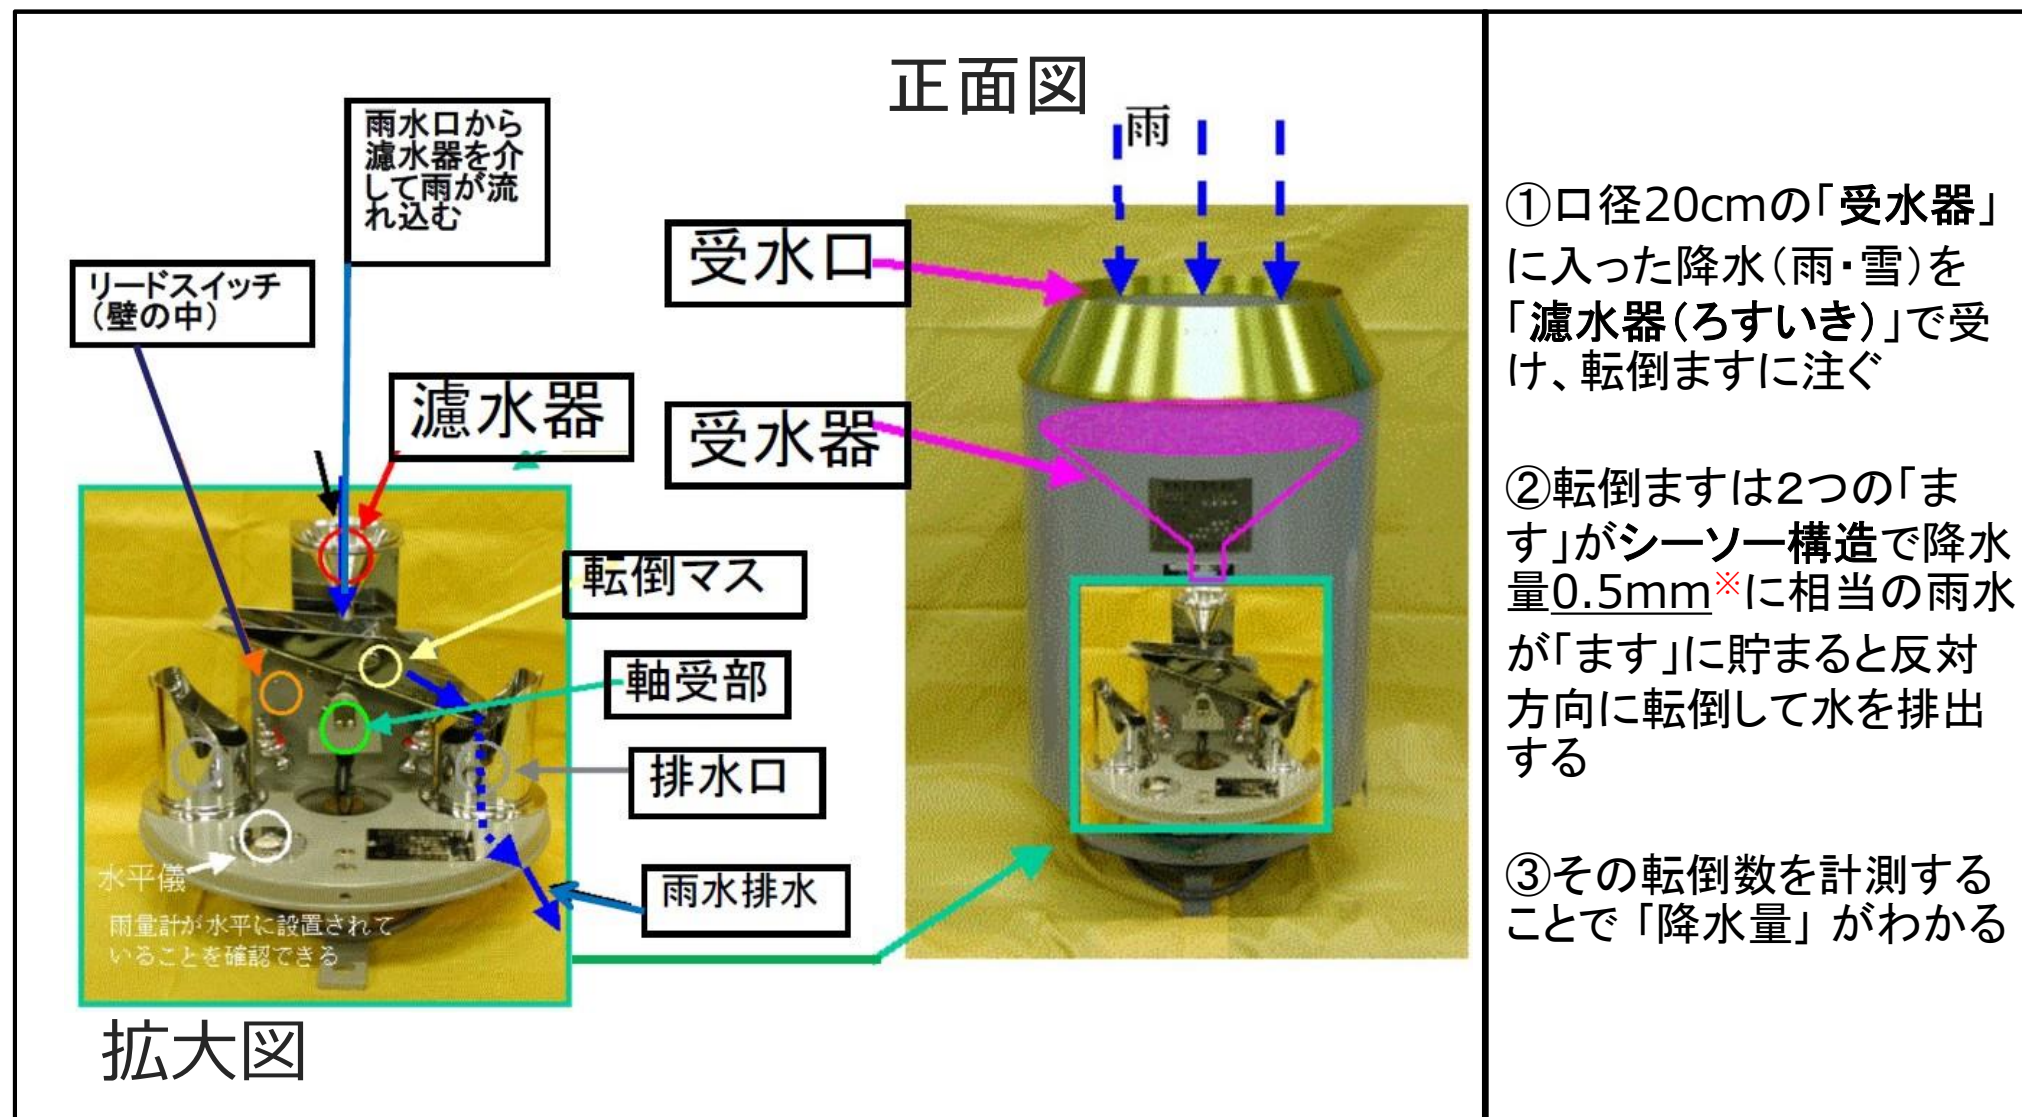 正面図
雨
雨水口から
濾水器を介
して雨が流
れ込む
受水口
リードスイッチ
(壁の中)
濾水器
受水器
転倒マス
軸受部
排水口
雨水排水
水平儀
雨量計が水平に設置されて
いることを確認できる
拡大図
①口径20cmの「受水器」
に入った降水(雨・雪)を
「濾水器(ろすいき)」で受
け、転倒ますに注ぐ
②転倒ますは２つの「ま
す」がシーソー構造で降水
量0.5mm※に相当の雨水
が「ます」に貯まると反対
方向に転倒して水を排出
する
③その転倒数を計測する
ことで「降水量」がわかる